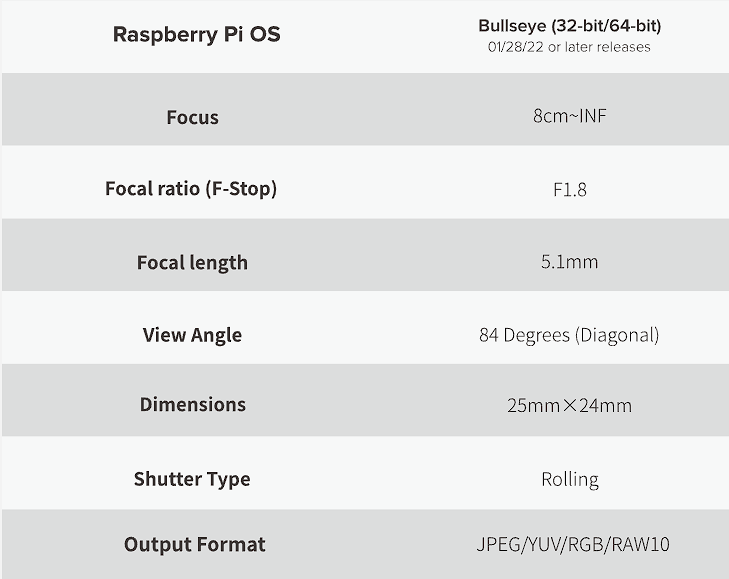 Raspberry Pi OS
Bullseye (32-bit/64-bit)
01/28/22 or later releases
Focus
8cm~INF
Focal ratio (F-Stop)
F1.8
Focal length
5.1mm
View Angle
84 Degrees (Diagonal)
Dimensions
25mm×24mm
Shutter Type
Rolling
Output Format
JPEG/YUV/RGB/RAW10